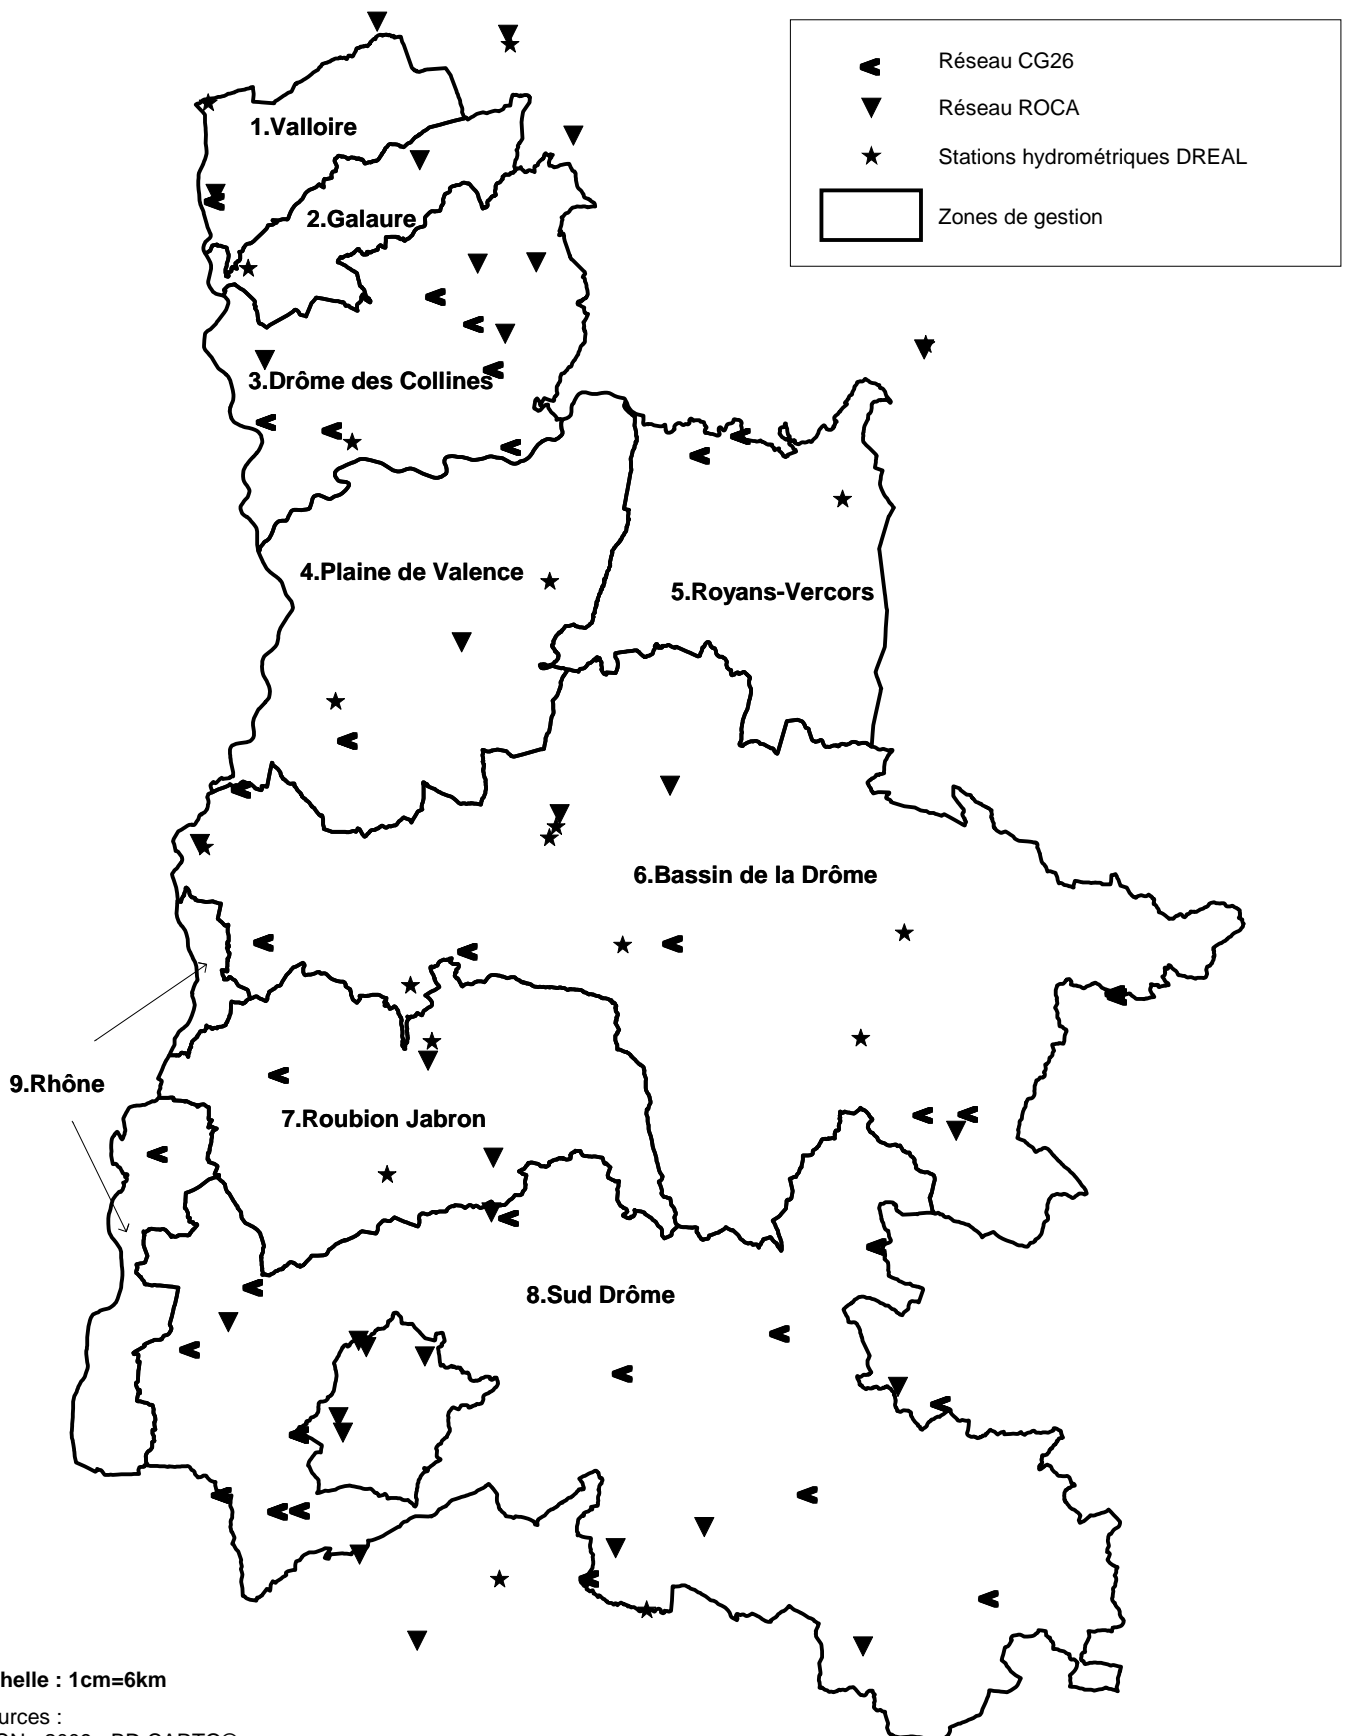 Réseau CG26
Réseau ROCA
Stations hydrométriques DREAL
Zones de gestion
1.Valloire
2.Galaure
3.Drôme des Collines
4.Plaine de Valence
5.Royans-Vercors
6.Bassin de la Drôme
9.Rhône
7.Roubion Jabron
8.Sud Drôme
helle : 1cm=6km
urces :